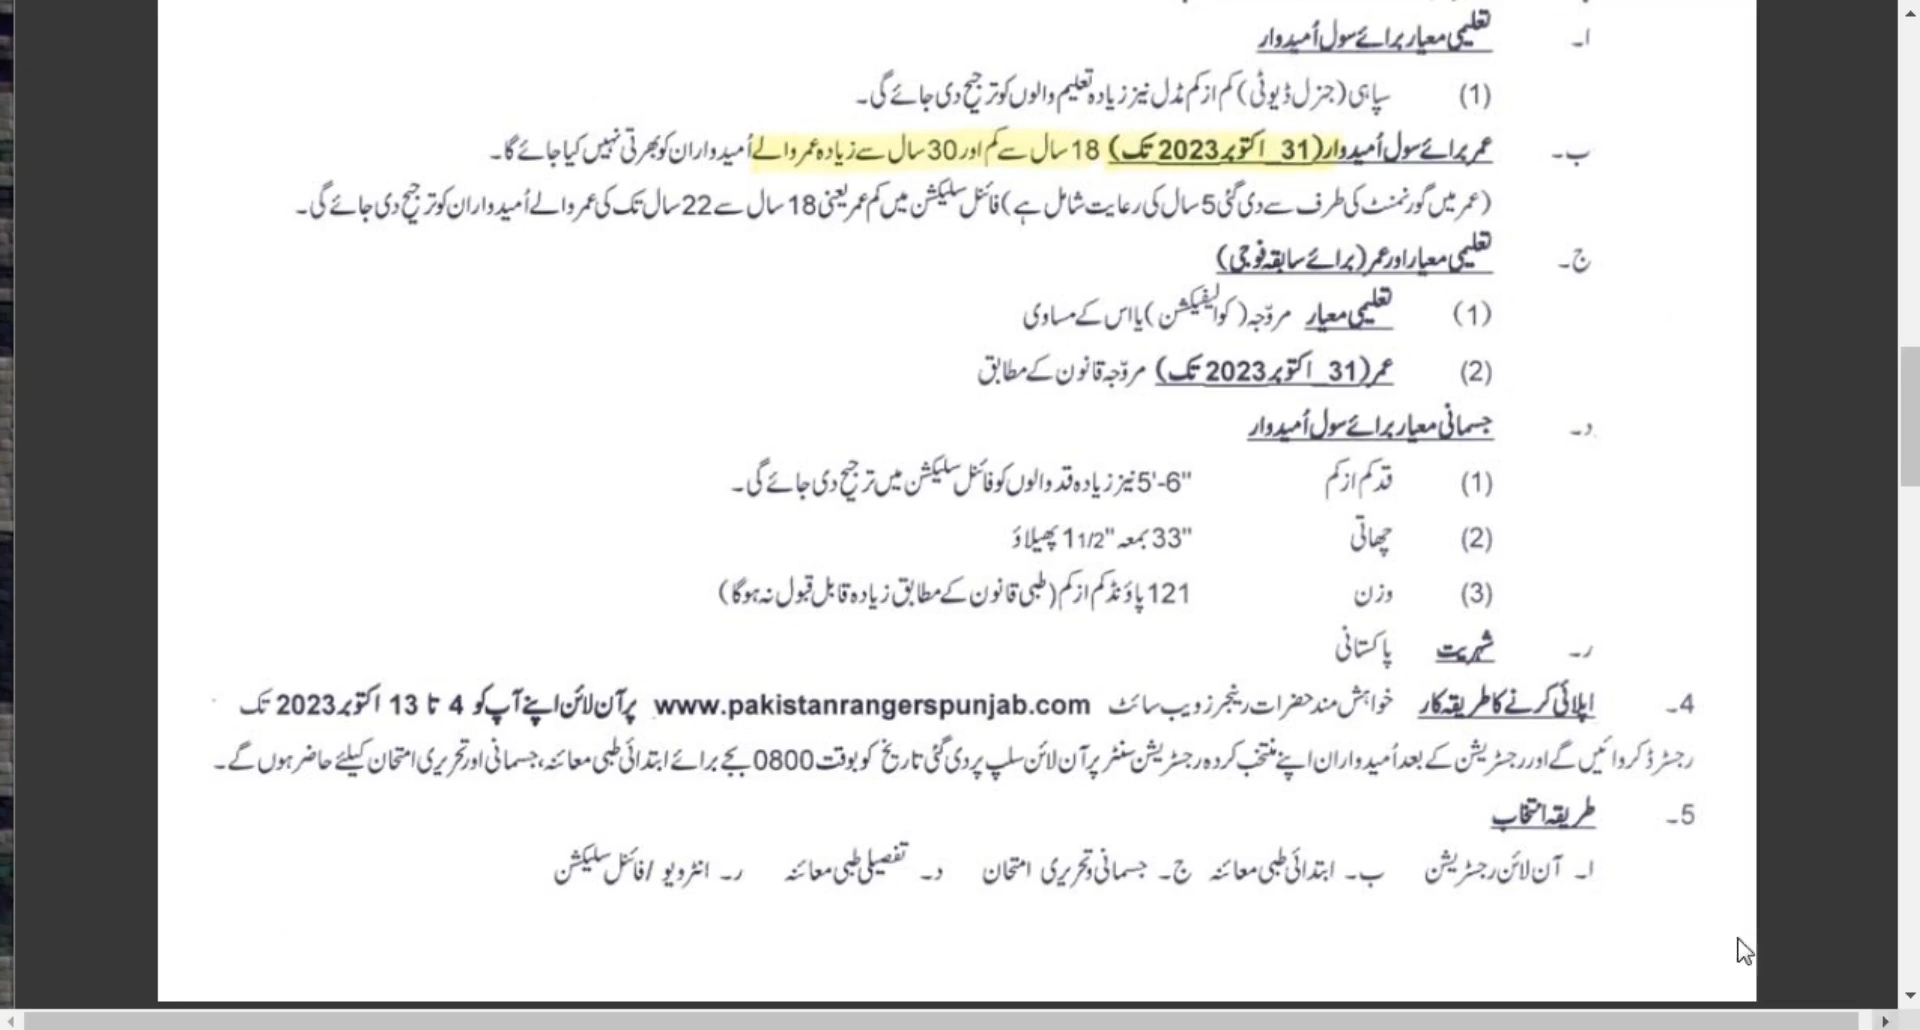 ا۔ تعلیمی معیار برائے سول اُمیدوار
(1) سپاہی (جنرل ڈیوٹی) کم از کم مڈل نیز زیادہ تعلیم والوں کو ترجیح دی جائے گی۔
ب۔ عمر برائے سول اُمیدوار (31 اکتوبر 2023 تک) 18 سال سے کم اور 30 سال سے زیادہ عمر والے اُمیدواران کو بھرتی نہیں کیا جائے گا۔
(عمر میں گورنمنٹ کی طرف سے دی گئی 5 سال کی رعایت شامل ہے) فائنل سلیکشن میں کم عمر یعنی 18 سال سے 22 سال تک کی عمر والے اُمیدواران کو ترجیح دی جائے گی۔
ج۔ تعلیمی معیار اور عمر (برائے سابقہ فوجی)
(1) تعلیمی معیار مروّجہ (کوالیفیکشن) یا اس کے مساوی
(2) عمر (31 اکتوبر 2023 تک) مروّجہ قانون کے مطابق
د۔ جسمانی معیار برائے سول اُمیدوار
(1) قد کم از کم 5'-6" نیز زیادہ قد والوں کو فائنل سلیکشن میں ترجیح دی جائے گی۔
(2) چھاتی 33" بمعہ 1 1/2" پھیلاؤ
(3) وزن 121 پاؤنڈ کم از کم (طبی قانون کے مطابق زیادہ قابل قبول نہ ہوگا)
ر۔ شہریت پاکستانی
4۔ اپلائی کرنے کا طریقہ کار خواہش مند حضرات رینجرز ویب سائٹ www.pakistanrangerspunjab.com پر آن لائن اپنے آپ کو 4 تا 13 اکتوبر 2023 تک
رجسٹرڈ کروائیں گے اور رجسٹریشن کے بعد اُمیدواران اپنے منتخب کردہ رجسٹریشن سنٹر پر آن لائن سلپ پر دی گئی تاریخ کو بوقت 0800 بجے برائے ابتدائی طبی معائنہ، جسمانی اور تحریری امتحان کیلئے حاضر ہوں گے۔
5۔ طریقہ انتخاب
ا۔ آن لائن رجسٹریشن ب۔ ابتدائی طبی معائنہ ج۔ جسمانی و تحریری امتحان د۔ تفصیلی طبی معائنہ ر۔ انٹرویو / فائنل سلیکشن